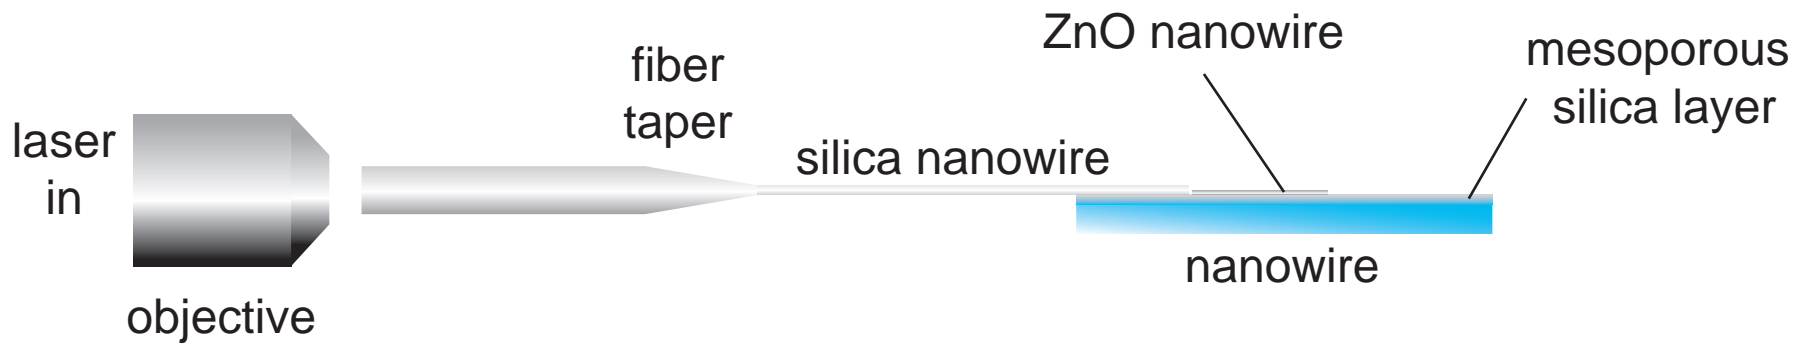 laser
in
objective
fiber
taper
silica nanowire
ZnO nanowire
mesoporous
silica layer
nanowire